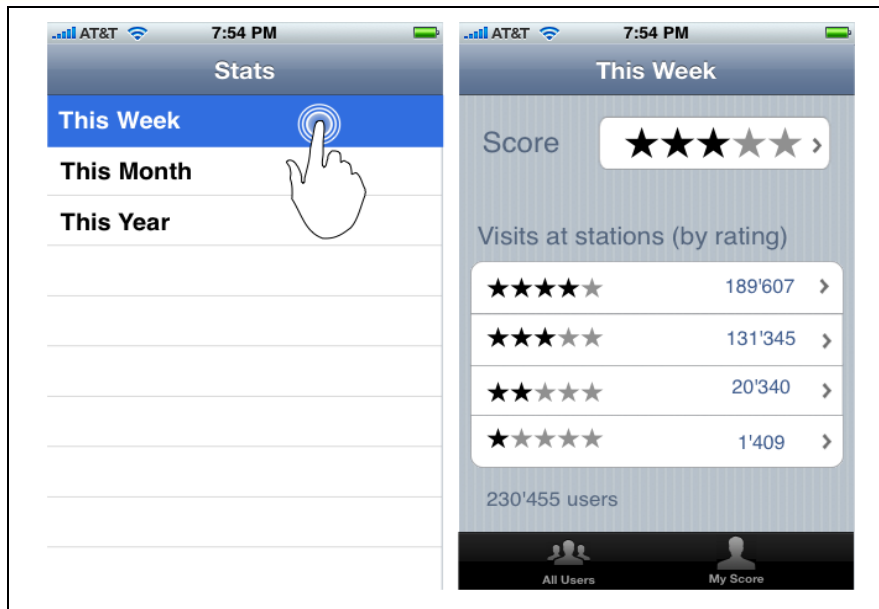 AT&T 7:54 PM
Stats
This Week
This Month
This Year
AT&T 7:54 PM
This Week
Score
Visits at stations (by rating)
189'607
131'345
20'340
1'409
230'455 users
All Users My Score